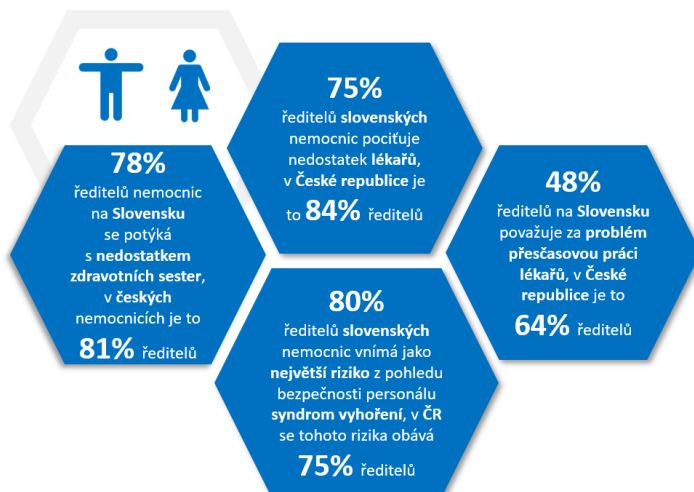 75%
ředitelů slovenských
nemocnic pociťuje
nedostatek lékařů,
v České republice je
to 84% ředitelů
78%
ředitelů nemocnic
na Slovensku
se potýká
s nedostatkem
zdravotních sester,
v českých
nemocnicích je to
81% ředitelů
48%
ředitelů na Slovensku
považuje za problém
přesčasovou práci
lékařů, v České
republice je to
64% ředitelů
80%
ředitelů slovenských
nemocnic vnímá jako
největší riziko z pohledu
bezpečnosti personálu
syndrom vyhoření, v ČR
se tohoto rizika obává
75% ředitelů